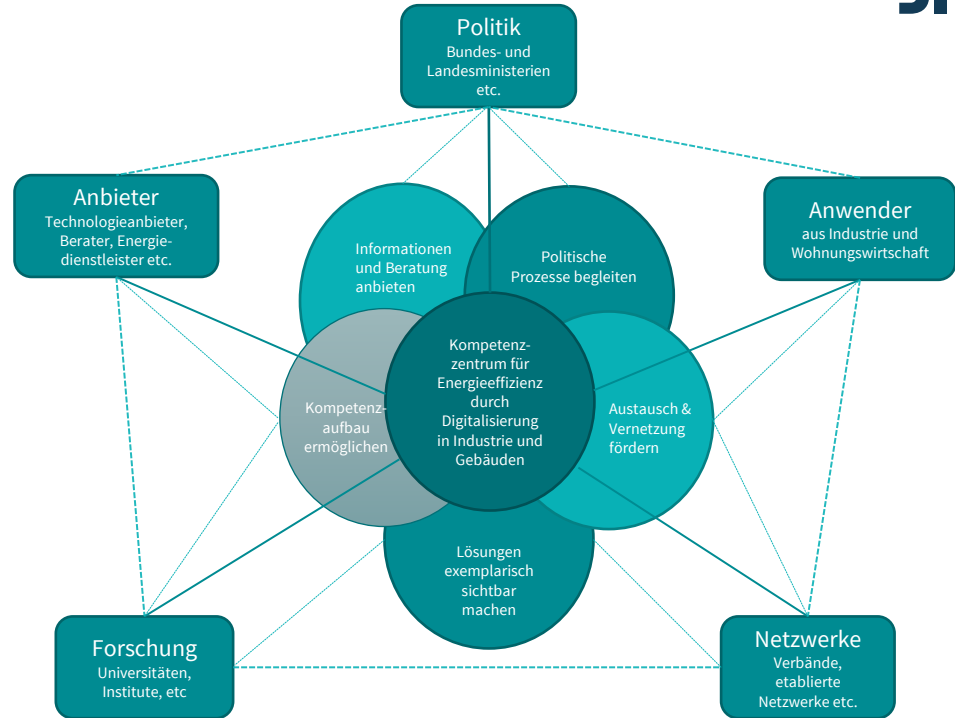 Politik
Bundes- und
Landesministerien
etc.
Anbieter
Technologieanbieter,
Berater, Energie-
dienstleister etc.
Anwender
aus Industrie und
Wohnungswirtschaft
Informationen
und Beratung
anbieten
Politische
Prozesse begleiten
Kompetenz-
zentrum für
Energieeffizienz
durch
Digitalisierung
in Industrie und
Gebäuden
Kompetenz-
aufbau
ermöglichen
Austausch &
Vernetzung
fördern
Lösungen
exemplarisch
sichtbar
machen
Forschung
Universitäten,
Institute, etc
Netzwerke
Verbände,
etablierte
Netzwerke etc.